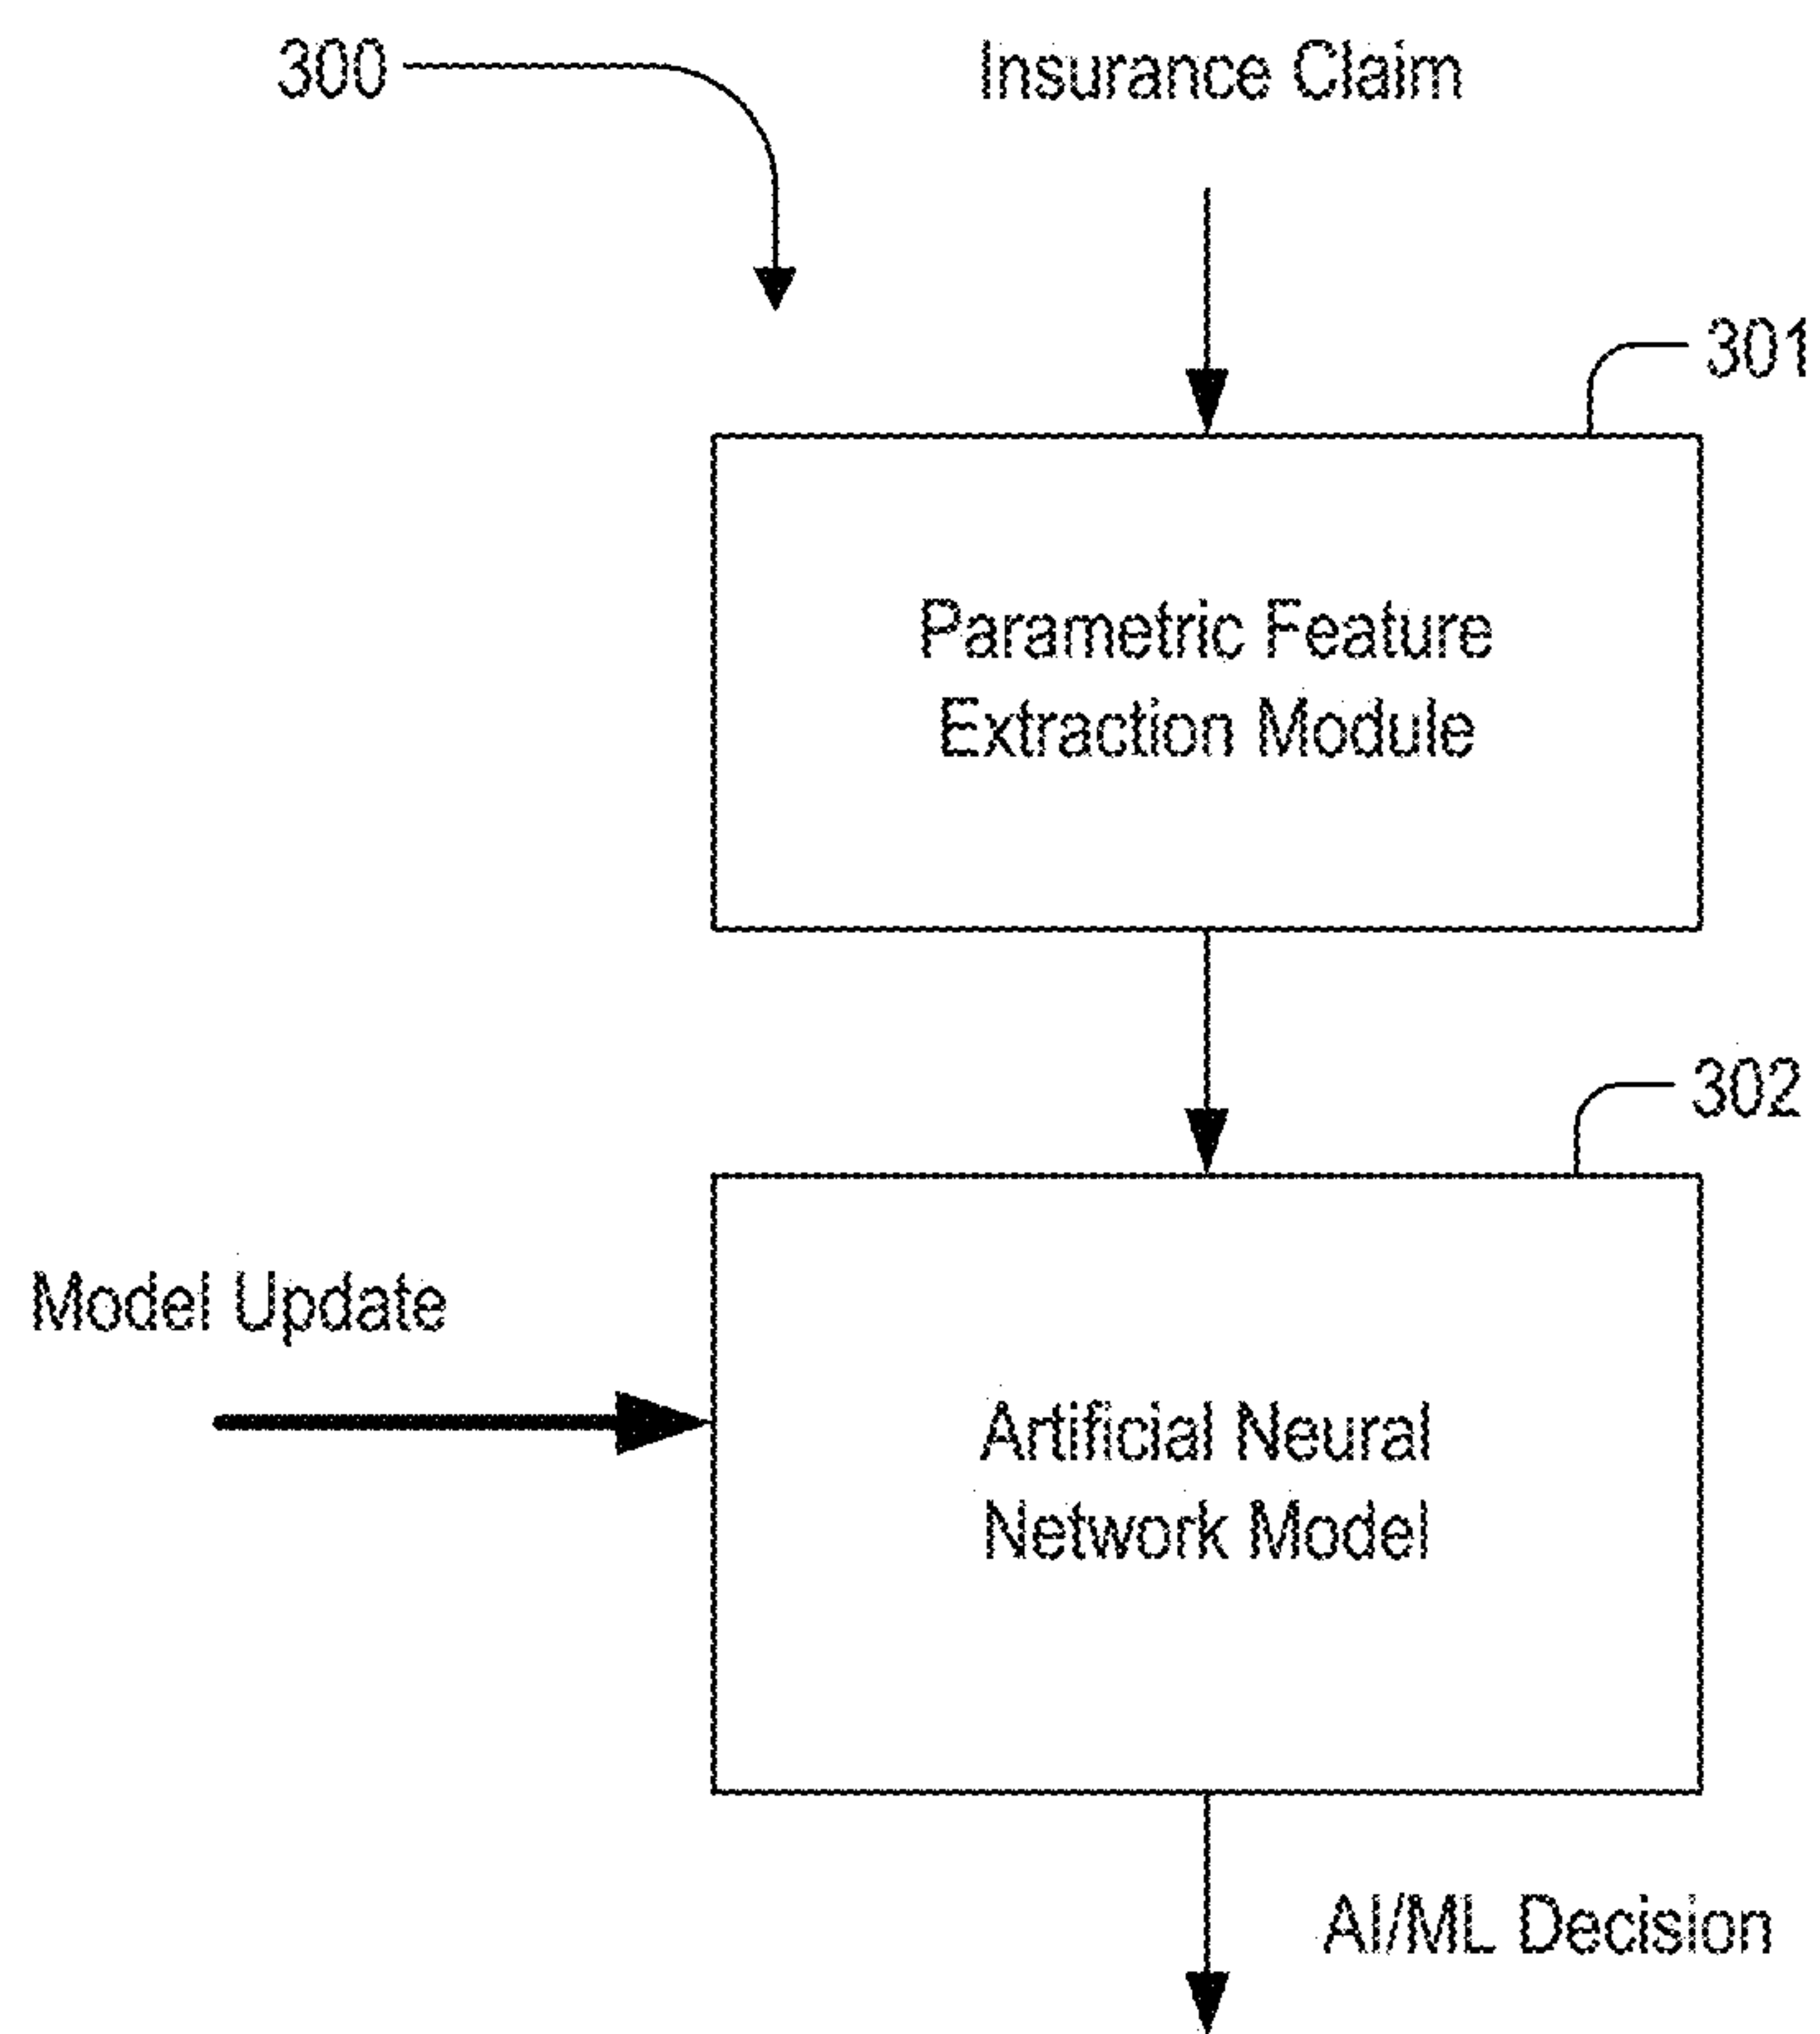 300
Insurance Claim
301
Parametric Feature
Extraction Module
302
Model Update
Artificial Neural
Network Model
AI/ML Decision